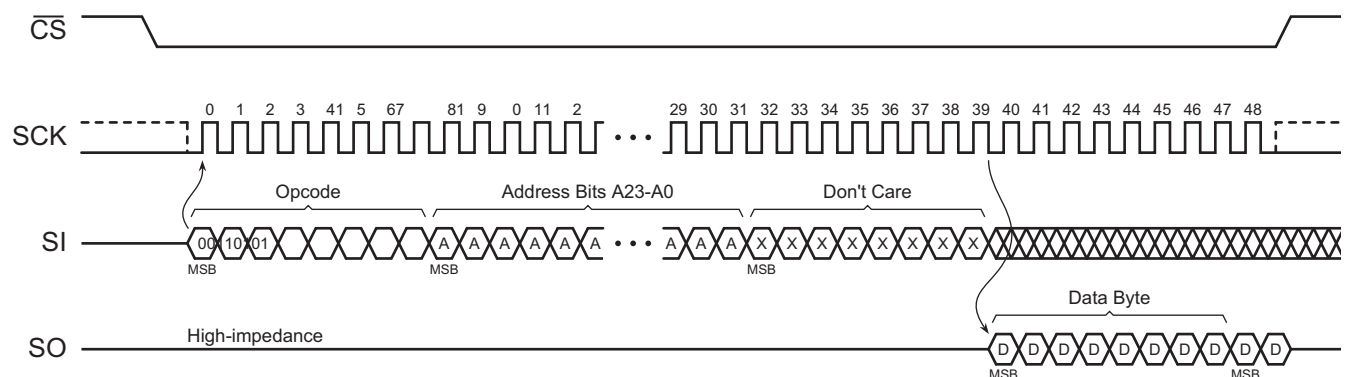 CS
0 1 2 3 41 5 67 81 9 0 11 2 29 30 31 32 33 34 35 36 37 38 39 40 41 42 43 44 45 46 47 48
SCK
Opcode Address Bits A23-A0 Don't Care
SI 00 10 01 A A A A A A A A A X X X X X X X X
MSB MSB MSB
Data Byte
High-impedance
SO D D D D D D D D D D
MSB MSB